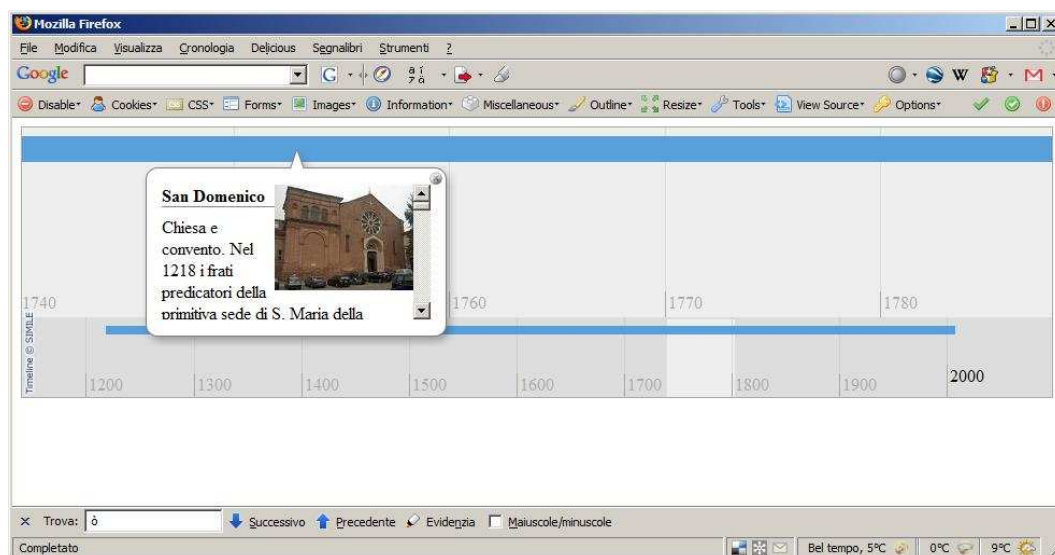 Mozilla Firefox
File Modifica Visualizza Cronologia Delicious Segnalibri Strumenti ?
Google G W M
Disable Cookies CSS Forms Images Information Miscellaneous Outline Resize Tools View Source Options
San Domenico
Chiesa e
convento. Nel
1218 i frati
predicatori della
primitiva sede di S. Maria della
1740 1760 1770 1780
Timeline © SIMILE
1200 1300 1400 1500 1600 1700 1800 1900 2000
Trova: ò Successivo Precedente Evidenzia Maiuscole/minuscole
Completato Bel tempo, 5ºC 0ºC 9ºC